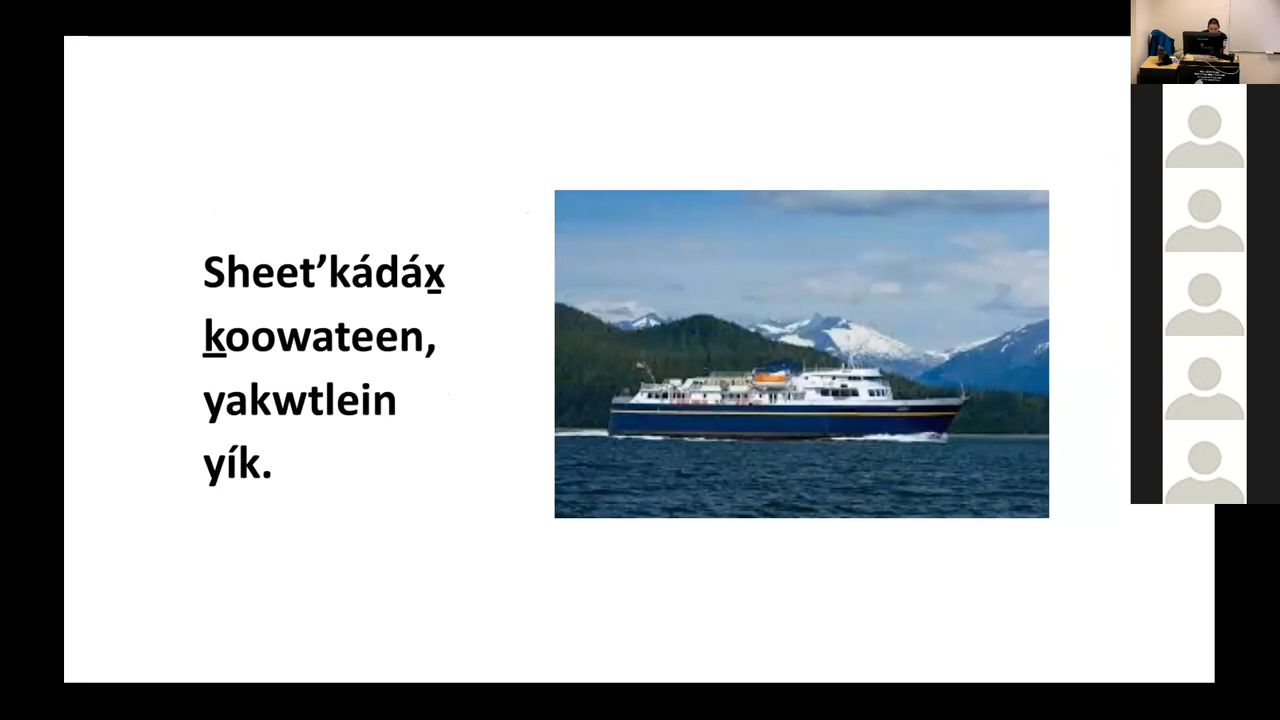 Sheet’kádáx̲
k̲oowateen,
yakwtlein
yík.